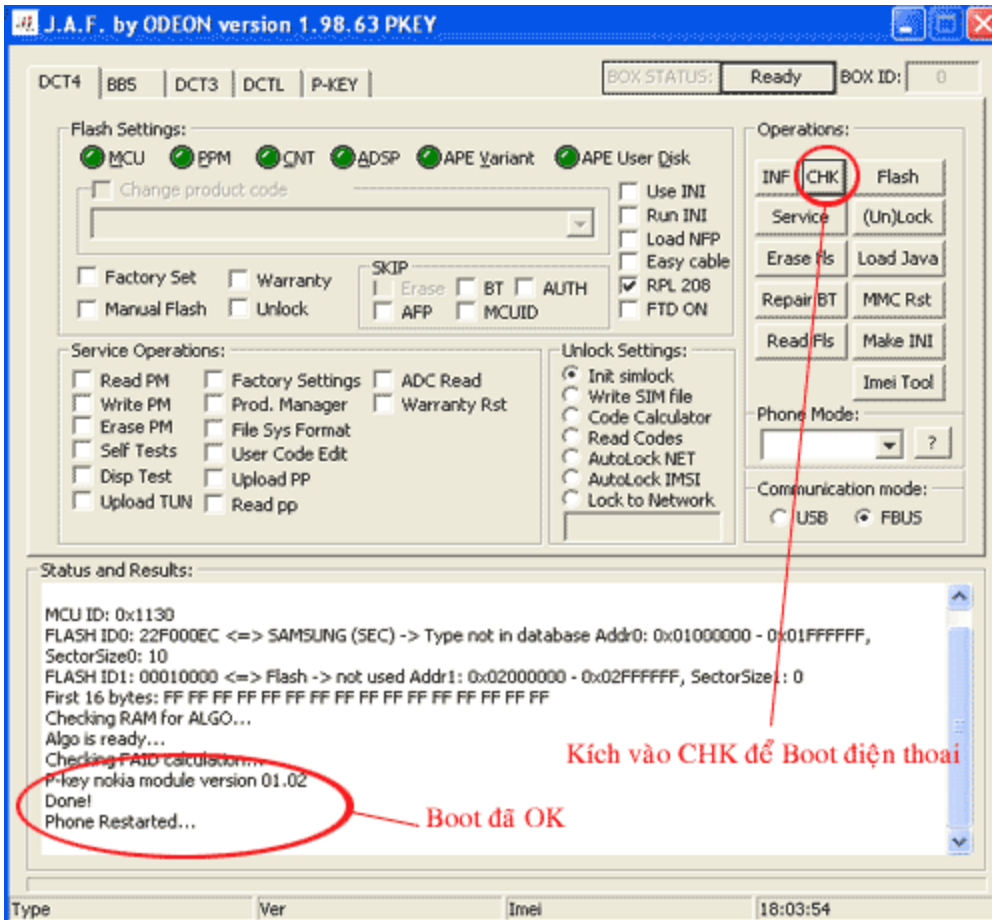 J.A.F. by ODEON version 1.98.63 PKEY
DCT4 BB5 DCT3 DCTL P-KEY
BOX STATUS: Ready BOX ID: 0
Flash Settings:
MCU PPM CNT ADSP APE Variant APE User Disk
Change product code
Use INI
Run INI
Load NFP
Easy cable
RPL 208
FTD ON
Factory Set Warranty
Manual Flash Unlock
SKIP
Erase BT AUTH
AFP MCUID
Operations:
INF CHK Flash
Service (Un)Lock
Erase fls Load Java
Repair BT MMC Rst
Read Fls Make INI
Imei Tool
Phone Mode:
?
Communication mode:
USB FBUS
Service Operations:
Read PM Factory Settings ADC Read
Write PM Prod. Manager Warranty Rst
Erase PM File Sys Format
Self Tests User Code Edit
Disp Test Upload PP
Upload TUN Read pp
Unlock Settings:
Init simlock
Write SIM file
Code Calculator
Read Codes
AutoLock NET
AutoLock IMSI
Lock to Network
Status and Results:
MCU ID: 0x1130
FLASH ID0: 22F000EC <=> SAMSUNG (SEC) -> Type not in database Addr0: 0x01000000 - 0x01FFFFFF,
SectorSize0: 10
FLASH ID1: 00010000 <=> Flash -> not used Addr1: 0x02000000 - 0x02FFFFFF, SectorSize1: 0
First 16 bytes: FF FF FF FF FF FF FF FF FF FF FF FF FF FF FF FF
Checking RAM for ALGO...
Algo is ready...
Checking FAID calculation...
P-key nokia module version 01.02
Done!
Phone Restarted...
Kích vào CHK để Boot điện thoai
Boot đã OK
Type Ver Imei 18:03:54